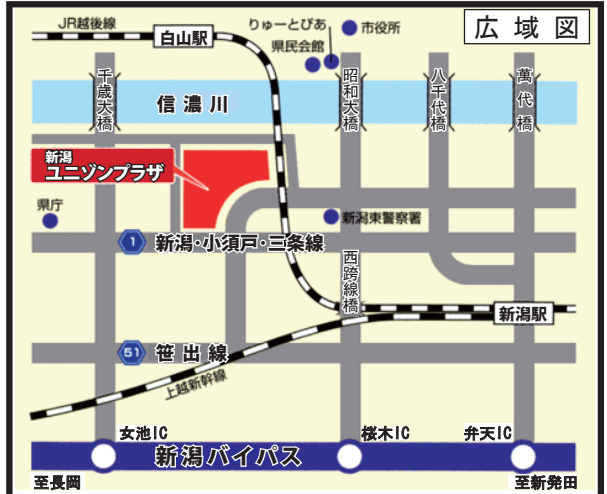 広域図
JR越後線
白山駅
りゅーとぴあ
県民会館
市役所
千歳大橋
信濃川
昭和大橋
八千代橋
萬代橋
新潟
ユニゾンプラザ
県庁
新潟東警察署
1
新潟・小須戸・三条線
西跨線橋
新潟駅
51
笹出線
上越新幹線
女池IC
桜木IC
弁天IC
新潟バイパス
至長岡
至新発田